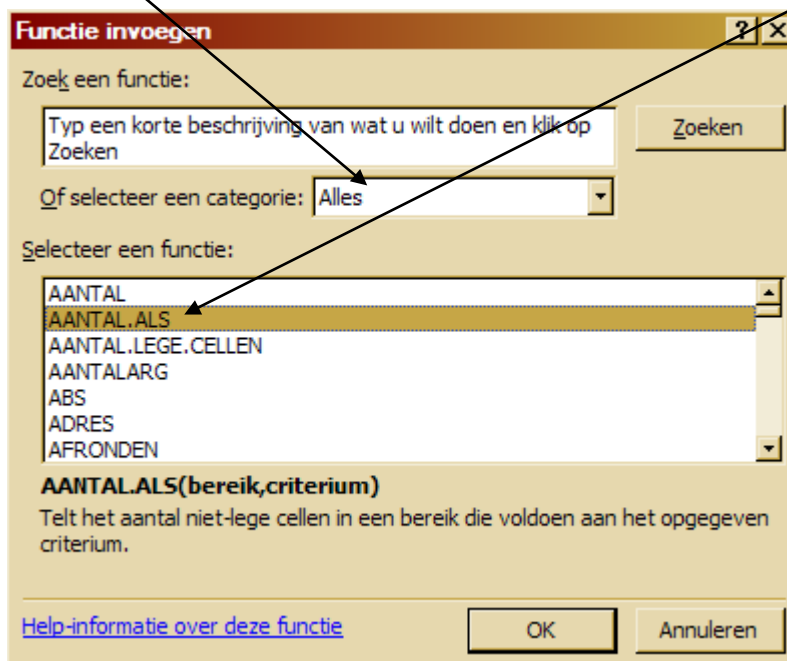 Functie invoegen
Zoek een functie:
Typ een korte beschrijving van wat u wilt doen en klik op
Zoeken
Zoeken
Of selecteer een categorie: Alles
Selecteer een functie:
AANTAL
AANTAL.ALS
AANTAL.LEGE.CELLEN
AANTALARG
ABS
ADRES
AFRONDEN
AANTAL.ALS(bereik,criterium)
Telt het aantal niet-lege cellen in een bereik die voldoen aan het opgegeven
criterium.
Help-informatie over deze functie
OK
Annuleren